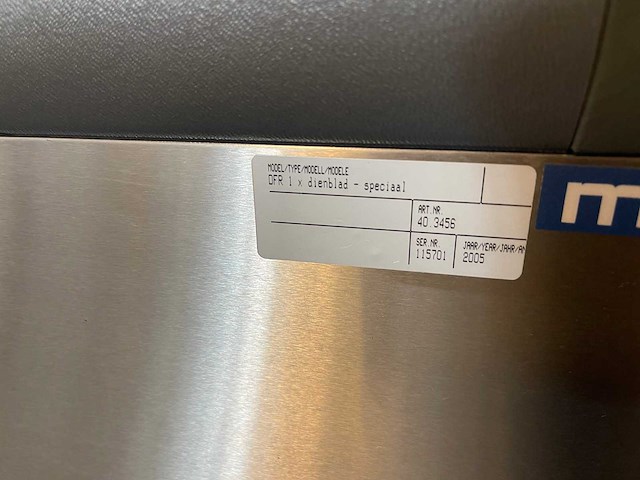 MODEL/TYPE/MODELL/MODELE
DFR 1 x dienblad - speciaal
ART.NR.
40.3456
SER.NR.
115701
JAAR/YEAR/JAHR/AN
2005
m